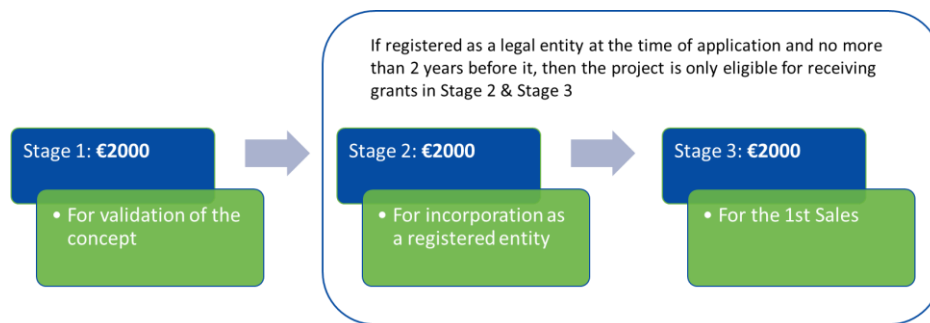 If registered as a legal entity at the time of application and no more
than 2 years before it, then the project is only eligible for receiving
grants in Stage 2 & Stage 3
Stage 1: €2000
• For validation of the
concept
Stage 2: €2000
• For incorporation as
a registered entity
Stage 3: €2000
• For the 1st Sales